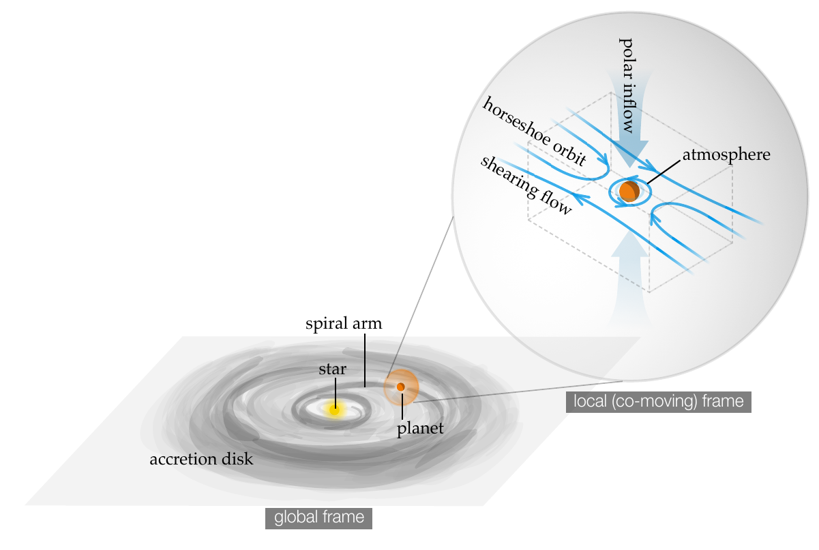 polar inflow
horseshoe orbit
atmosphere
shearing flow
spiral arm
star
planet
local (co-moving) frame
accretion disk
global frame